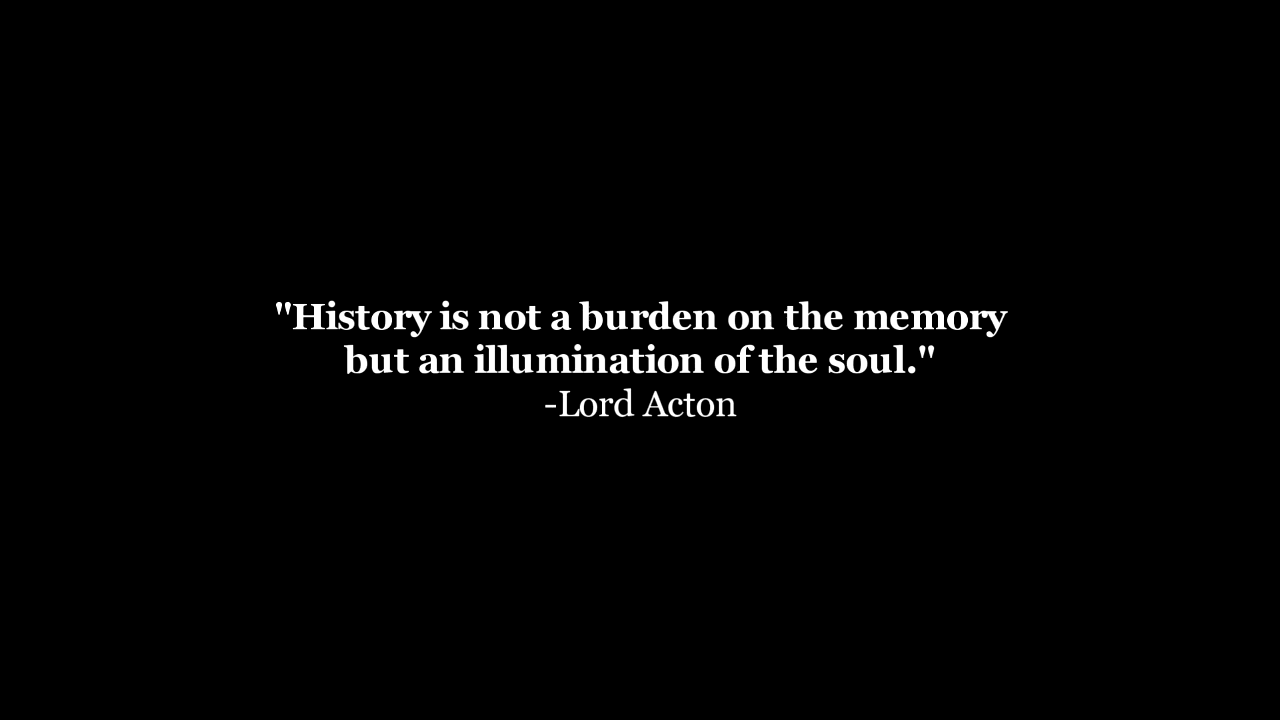 "History is not a burden on the memory
but an illumination of the soul."
-Lord Acton